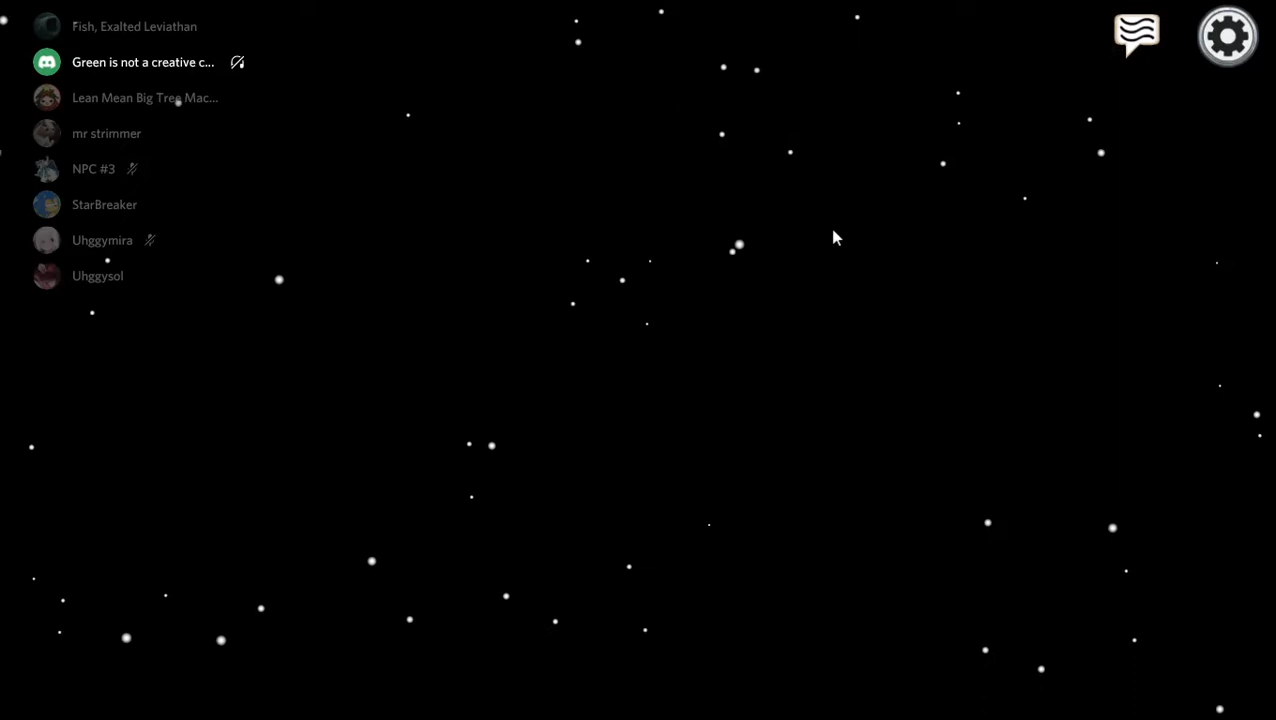 Fish, Exalted Leviathan
Green is not a creative c...
Lean Mean Big Tree Mac...
mr strimmer
NPC #3
StarBreaker
Uhggymira
Uhggysol